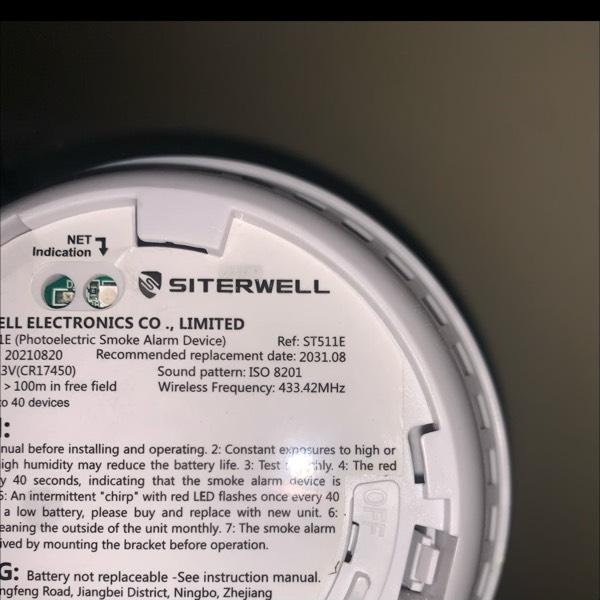 NET
Indication
SITERWELL
ELL ELECTRONICS CO ., LIMITED
1E (Photoelectric Smoke Alarm Device) Ref: ST511E
20210820 Recommended replacement date: 2031.08
3V(CR17450) Sound pattern: ISO 8201
> 100m in free field Wireless Frequency: 433.42MHz
to 40 devices
:
nual before installing and operating. 2: Constant exposures to high or
igh humidity may reduce the battery life. 3: Test monthly. 4: The red
y 40 seconds, indicating that the smoke alarm device is
5: An intermittent "chirp" with red LED flashes once every 40
a low battery, please buy and replace with new unit. 6:
eaning the outside of the unit monthly. 7: The smoke alarm
ived by mounting the bracket before operation.
OFF
G: Battery not replaceable -See instruction manual.
ngfeng Road, Jiangbei District, Ningbo, Zhejiang